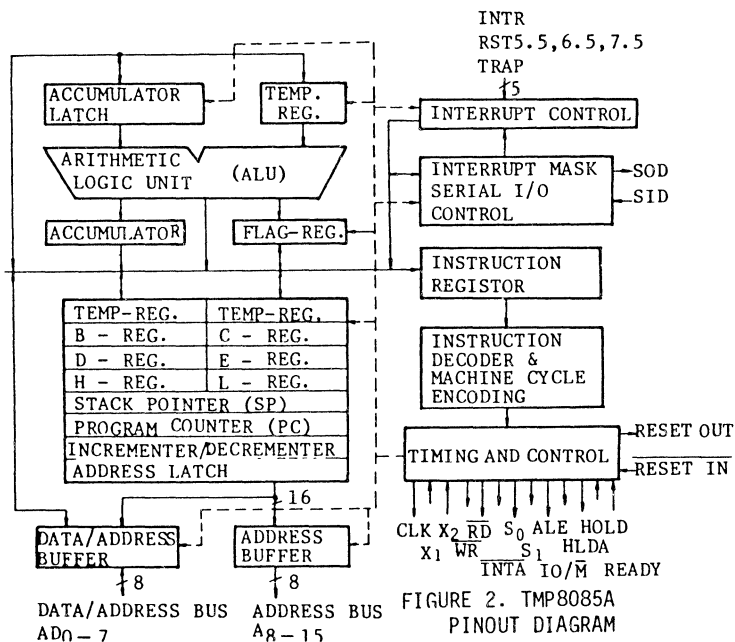 INTR
RST5.5,6.5,7.5
TRAP
5
ACCUMULATOR
LATCH
TEMP.
REG.
INTERRUPT CONTROL
ARITHMETIC
LOGIC UNIT
(ALU)
INTERRUPT MASK
SERIAL I/O
CONTROL
SOD
SID
ACCUMULATOR
FLAG-REG.
INSTRUCTION
REGISTOR
TEMP-REG. TEMP-REG.
B - REG. C - REG.
D - REG. E - REG.
H - REG. L - REG.
STACK POINTER (SP)
PROGRAM COUNTER (PC)
INCREMENTER/DECREMENTER
ADDRESS LATCH
INSTRUCTION
DECODER &
MACHINE CYCLE
ENCODING
TIMING AND CONTROL
RESET OUT
RESET IN
16
DATA/ADDRESS
BUFFER
ADDRESS
BUFFER
8
8
CLK X2 RD S0 ALE HOLD
X1 WR S1 HLDA
INTA IO/M READY
DATA/ADDRESS BUS
AD0-7
ADDRESS BUS
A8-15
FIGURE 2. TMP8085A
PINOUT DIAGRAM